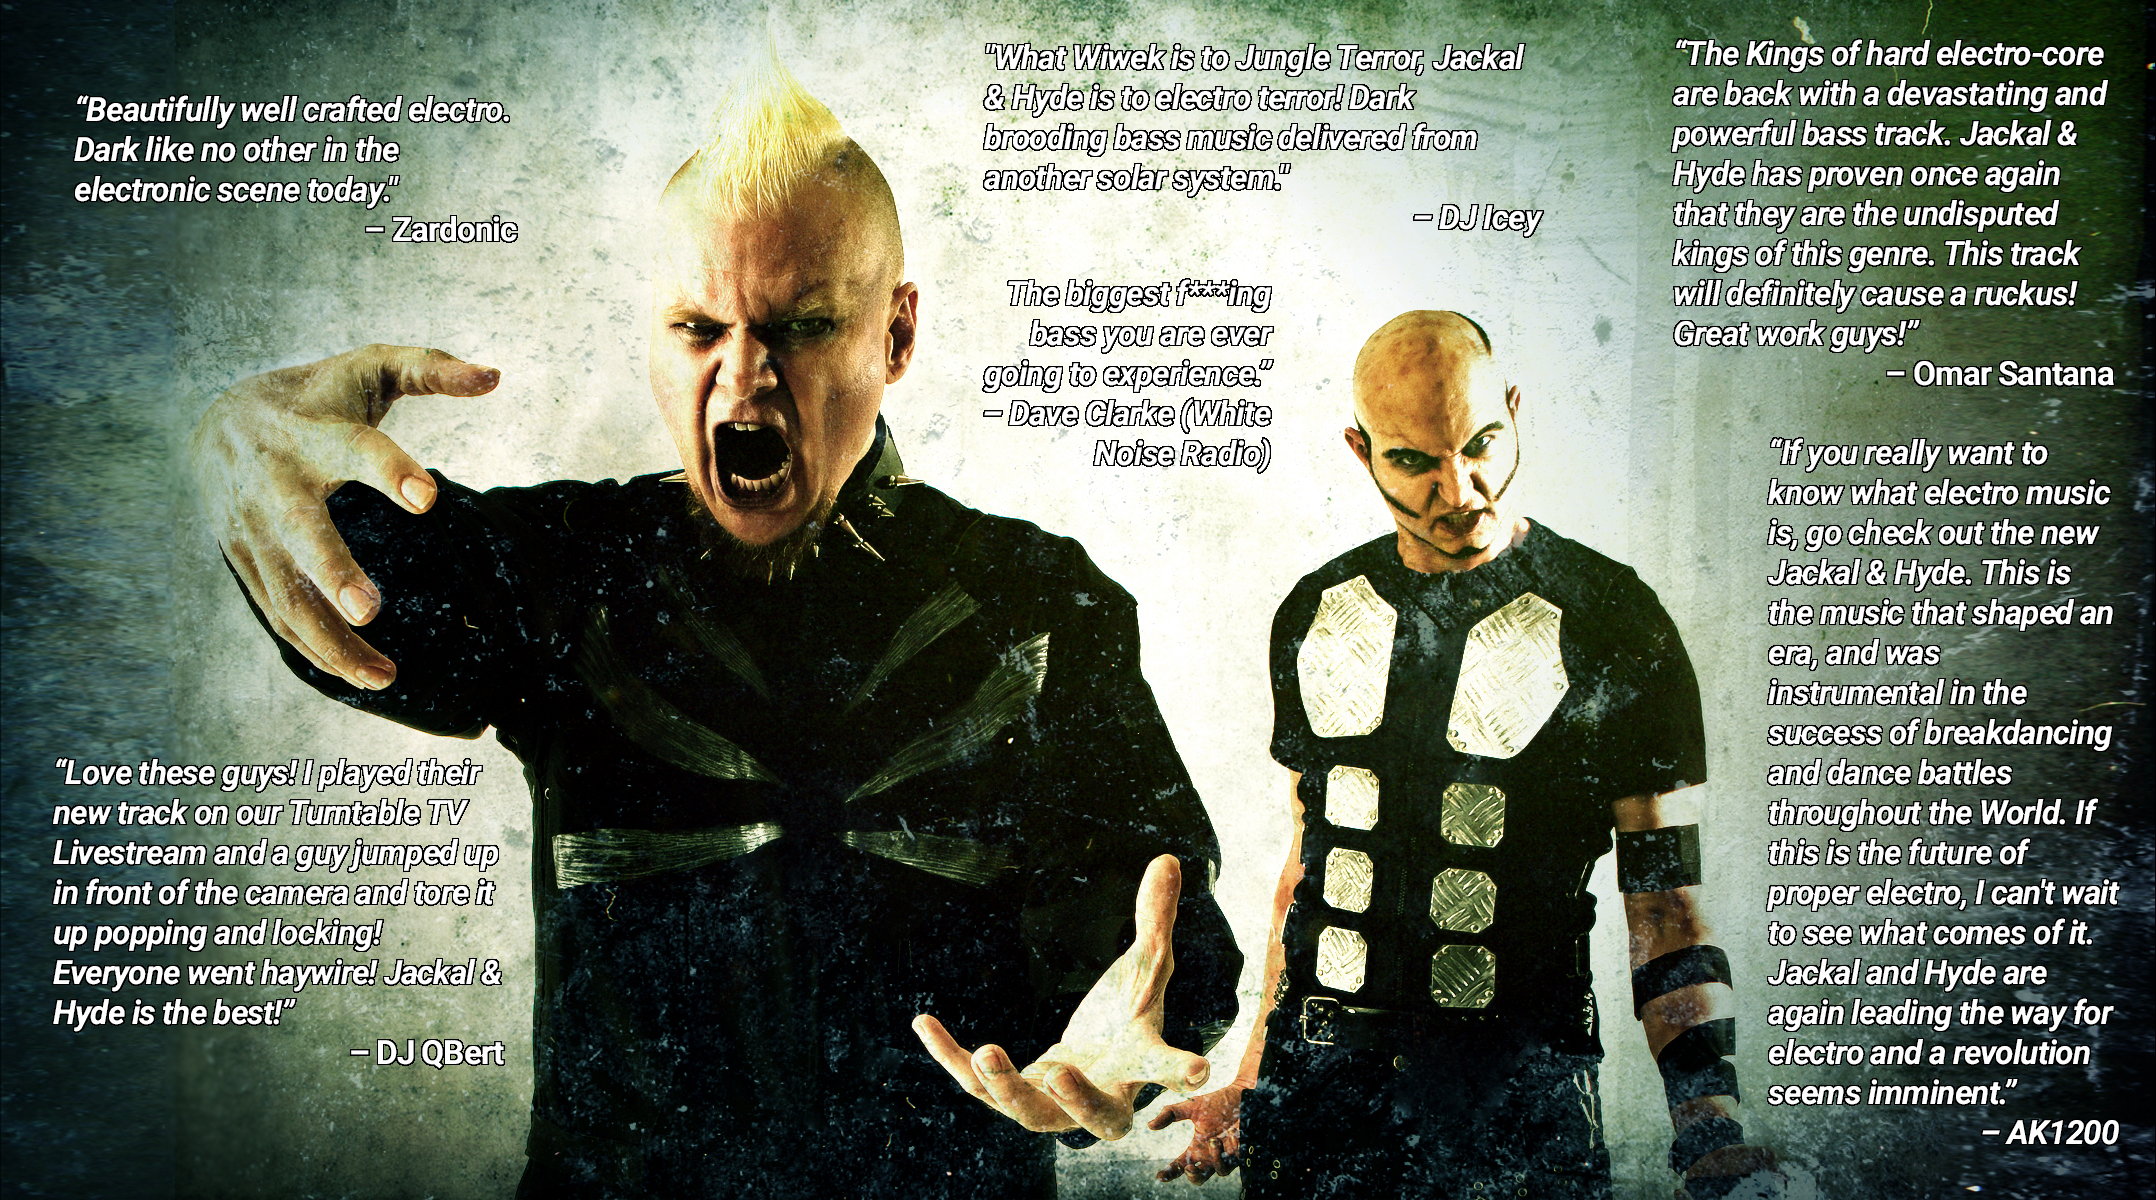 “Beautifully well crafted electro.
Dark like no other in the
electronic scene today."
– Zardonic
"What Wiwek is to Jungle Terror, Jackal
& Hyde is to electro terror! Dark
brooding bass music delivered from
another solar system."
– DJ Icey
The biggest f***ing
bass you are ever
going to experience.”
– Dave Clarke (White
Noise Radio)
“The Kings of hard electro-core
are back with a devastating and
powerful bass track. Jackal &
Hyde has proven once again
that they are the undisputed
kings of this genre. This track
will definitely cause a ruckus!
Great work guys!”
– Omar Santana
“If you really want to
know what electro music
is, go check out the new
Jackal & Hyde. This is
the music that shaped an
era, and was
instrumental in the
success of breakdancing
and dance battles
throughout the World. If
this is the future of
proper electro, I can't wait
to see what comes of it.
Jackal and Hyde are
again leading the way for
electro and a revolution
seems imminent.”
– AK1200
“Love these guys! I played their
new track on our Turntable TV
Livestream and a guy jumped up
in front of the camera and tore it
up popping and locking!
Everyone went haywire! Jackal &
Hyde is the best!”
– DJ QBert